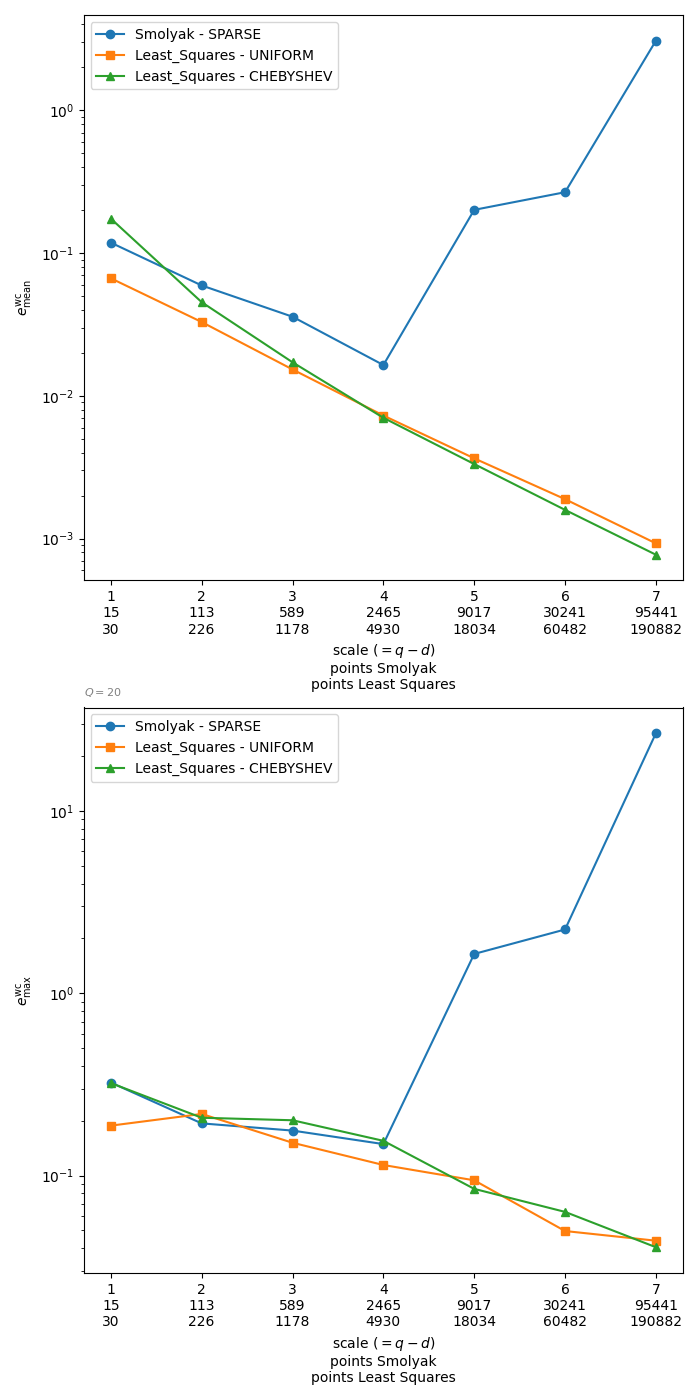 Smolyak - SPARSE
Least_Squares - UNIFORM
Least_Squares - CHEBYSHEV
10^0
10^-1
10^-2
10^-3
e^wc_mean
1 2 3 4 5 6 7
15 113 589 2465 9017 30241 95441
30 226 1178 4930 18034 60482 190882
scale (= q − d)
points Smolyak
points Least Squares
Q = 20
Smolyak - SPARSE
Least_Squares - UNIFORM
Least_Squares - CHEBYSHEV
10^1
10^0
10^-1
e^wc_max
1 2 3 4 5 6 7
15 113 589 2465 9017 30241 95441
30 226 1178 4930 18034 60482 190882
scale (= q − d)
points Smolyak
points Least Squares